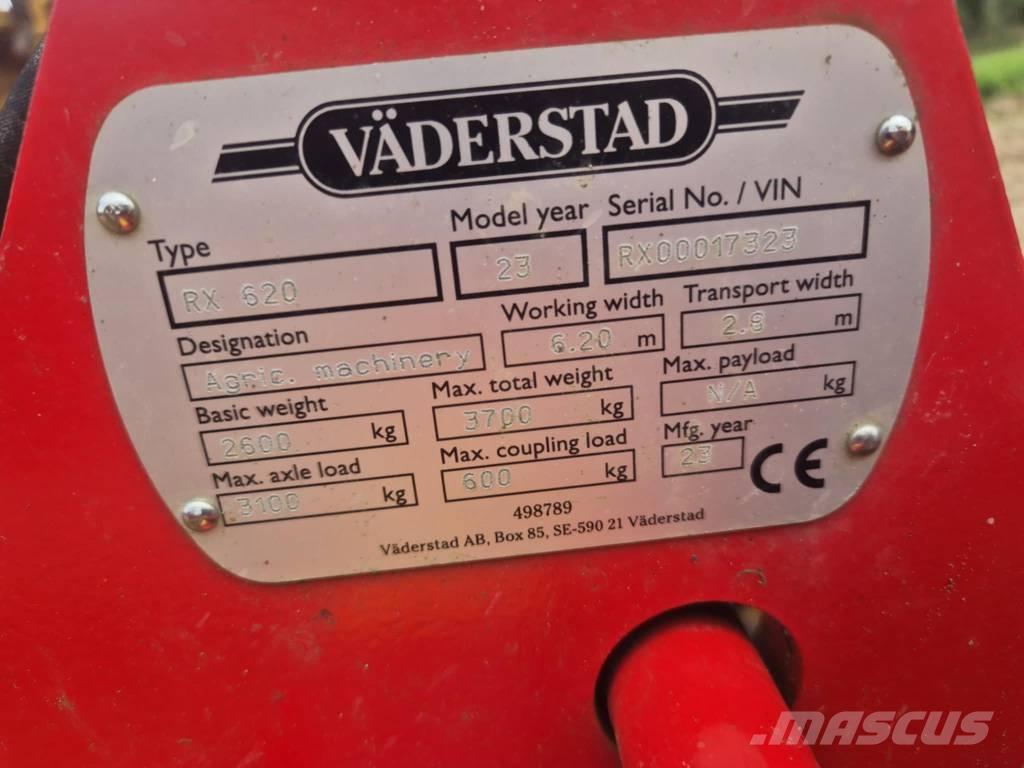 VÄDERSTAD
Type Model year Serial No. / VIN
RX 620 23 RX00017323
Designation Working width Transport width
Agric. machinery 6.20 m 2.8 m
Basic weight Max. total weight Max. payload
2600 kg 3700 kg N/A kg
Max. axle load Max. coupling load Mfg. year
3100 kg 600 kg 23 CE
498789
Väderstad AB, Box 85, SE-590 21 Väderstad
.MASCUS